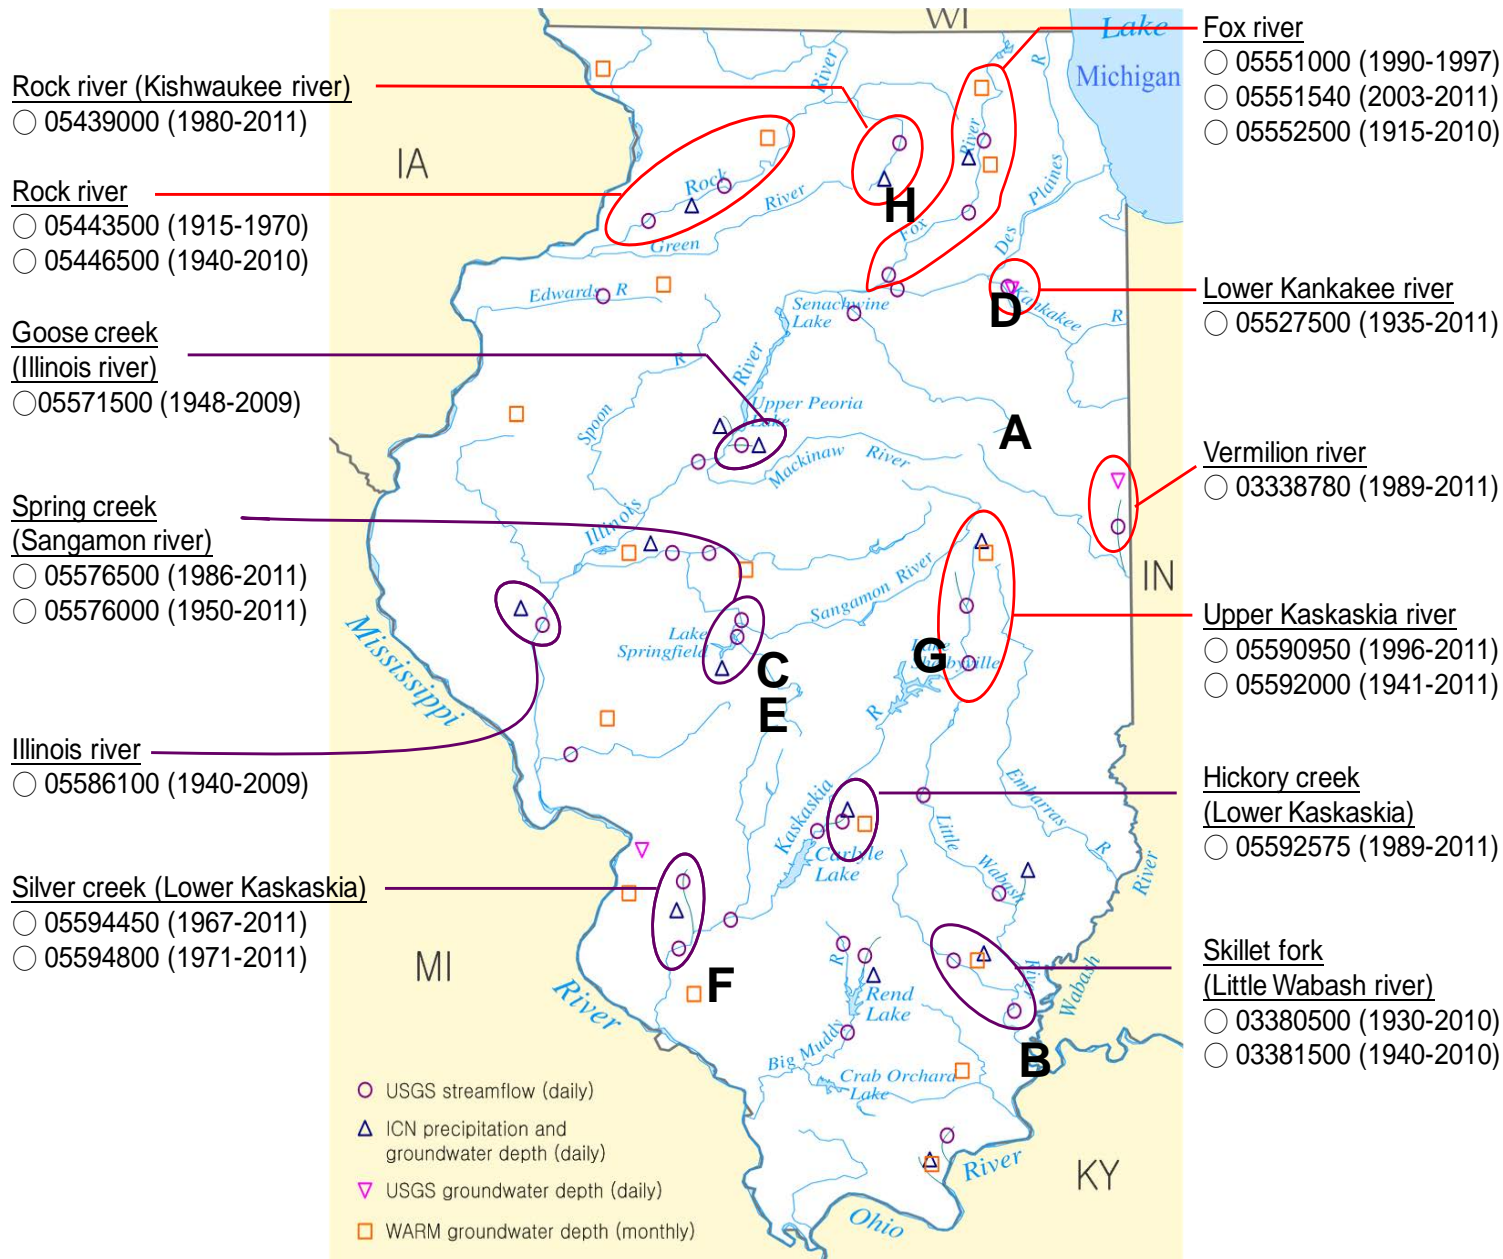 Rock river (Kishwaukee river)
○ 05439000 (1980-2011)
Rock river
○ 05443500 (1915-1970)
○ 05446500 (1940-2010)
Goose creek
(Illinois river)
○05571500 (1948-2009)
Spring creek
(Sangamon river)
○ 05576500 (1986-2011)
○ 05576000 (1950-2011)
Illinois river
○ 05586100 (1940-2009)
Silver creek (Lower Kaskaskia)
○ 05594450 (1967-2011)
○ 05594800 (1971-2011)
WI
Lake
Michigan
IA
River
Rock
River
Green
River
Fox
Des
Plaines
R
H
Edwards R
Senachwine
Lake
D
Kankakee
R
R
River
Spoon
Upper Peoria
Lake
Mackinaw River
A
Illinois
IN
Sangamon River
Lake
Springfield
Lake
Shelbyville
G
C
E
Mississippi
R
Kaskaskia
Embarras
R
Little
Wabash
River
Carlyle
Lake
River
Wabash
MI
River
F
R
Rend
Lake
Big Muddy
B
Crab Orchard
Lake
River
Ohio
KY
USGS streamflow (daily)
ICN precipitation and
groundwater depth (daily)
USGS groundwater depth (daily)
WARM groundwater depth (monthly)
Fox river
○ 05551000 (1990-1997)
○ 05551540 (2003-2011)
○ 05552500 (1915-2010)
Lower Kankakee river
○ 05527500 (1935-2011)
Vermilion river
○ 03338780 (1989-2011)
Upper Kaskaskia river
○ 05590950 (1996-2011)
○ 05592000 (1941-2011)
Hickory creek
(Lower Kaskaskia)
○ 05592575 (1989-2011)
Skillet fork
(Little Wabash river)
○ 03380500 (1930-2010)
○ 03381500 (1940-2010)